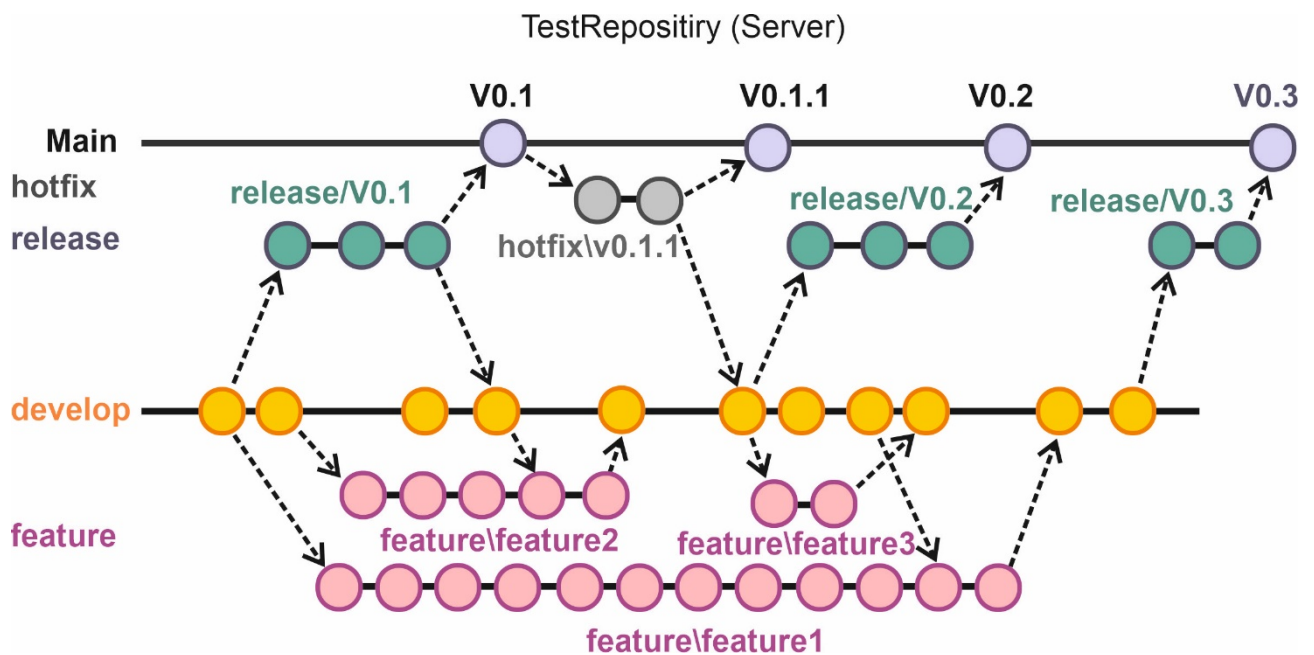 TestRepositiry (Server)
V0.1
V0.1.1
V0.2
V0.3
Main
hotfix
release/V0.1
release/V0.2
release/V0.3
release
hotfix\v0.1.1
develop
feature
feature\feature2
feature\feature3
feature\feature1